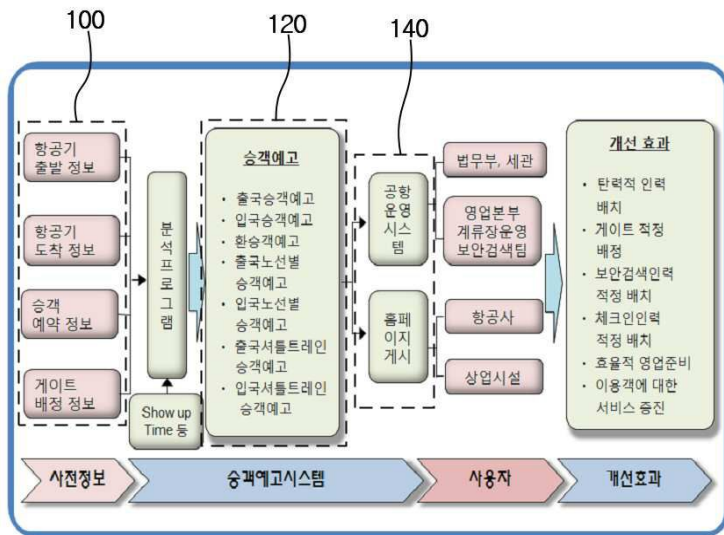 100
120
140
항공기
출발 정보
항공기
도착 정보
승객
예약 정보
게이트
배정 정보
분
석
프
로
그
램
Show up
Time 등
승객예고
• 출국승객예고
• 입국승객예고
• 환승객예고
• 출국노선별
승객예고
• 입국노선별
승객예고
• 출국셔틀트레인
승객예고
• 입국셔틀트레인
승객예고
공항
운영
시스
템
홈페
이지
게시
법무부, 세관
영업본부
계류장운영
보안검색팀
항공사
상업시설
개선 효과
• 탄력적 인력
배치
• 게이트 적정
배정
• 보안검색인력
적정 배치
• 체크인인력
적정 배치
• 효율적 영업준비
• 이용객에 대한
서비스 증진
사전정보
승객예고시스템
사용자
개선효과